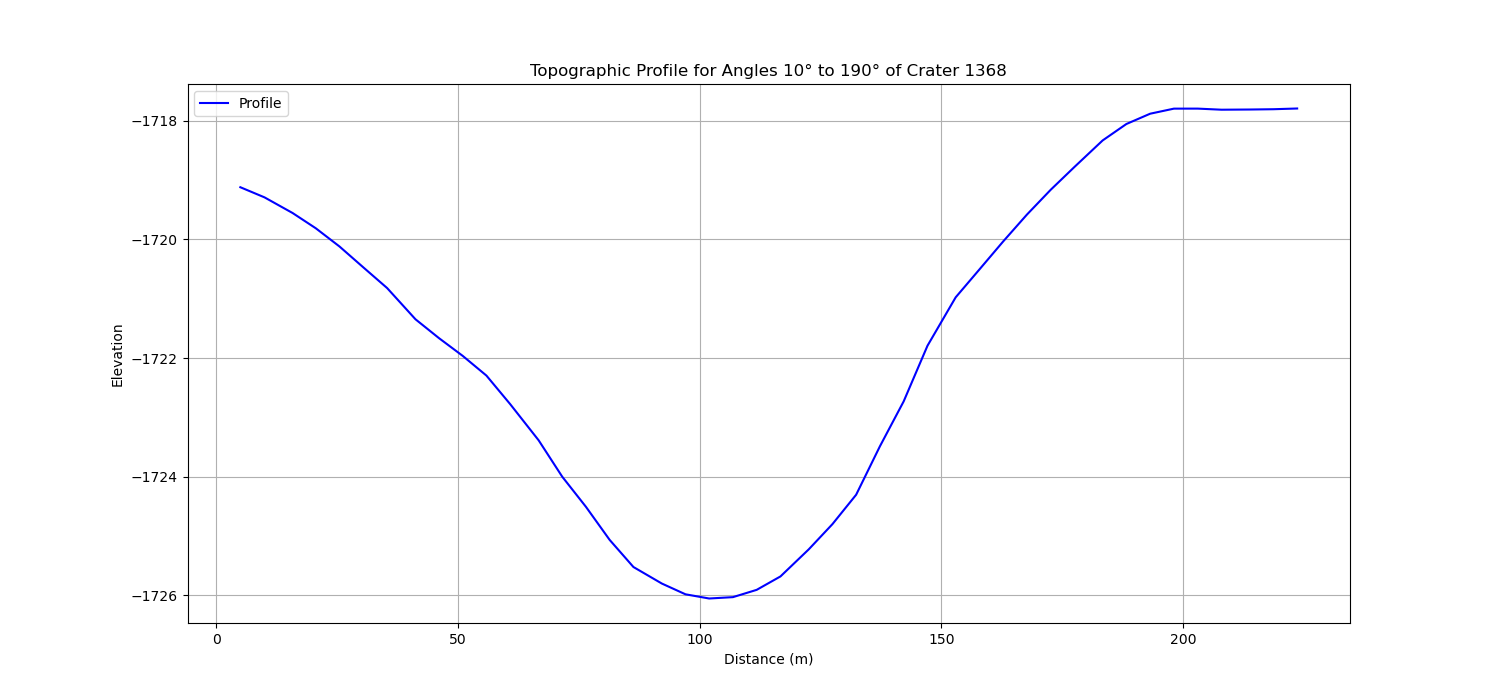 Topographic Profile for Angles 10° to 190° of Crater 1368
Profile
−1718
−1720
−1722
−1724
−1726
Elevation
0
50
100
150
200
Distance (m)